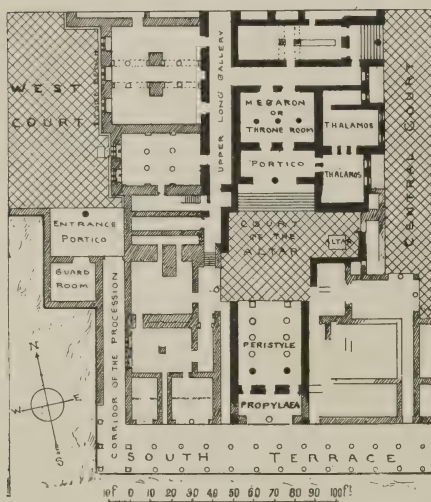 WEST
COURT
UPPER LONG GALLERY
MEGARON
OR
THRONE ROOM
THALAMOS
PORTICO
THALAMOS
CENTRAL COURT
ENTRANCE
PORTICO
COURT
OF THE
ALTAR
ALTAR
GUARD
ROOM
CORRIDOR OF THE PROCESSION
PERISTYLE
PROPYLAEA
N
W
E
S
SOUTH TERRACE
10F 0 10 20 30 40 50 60 70 80 90 100FT